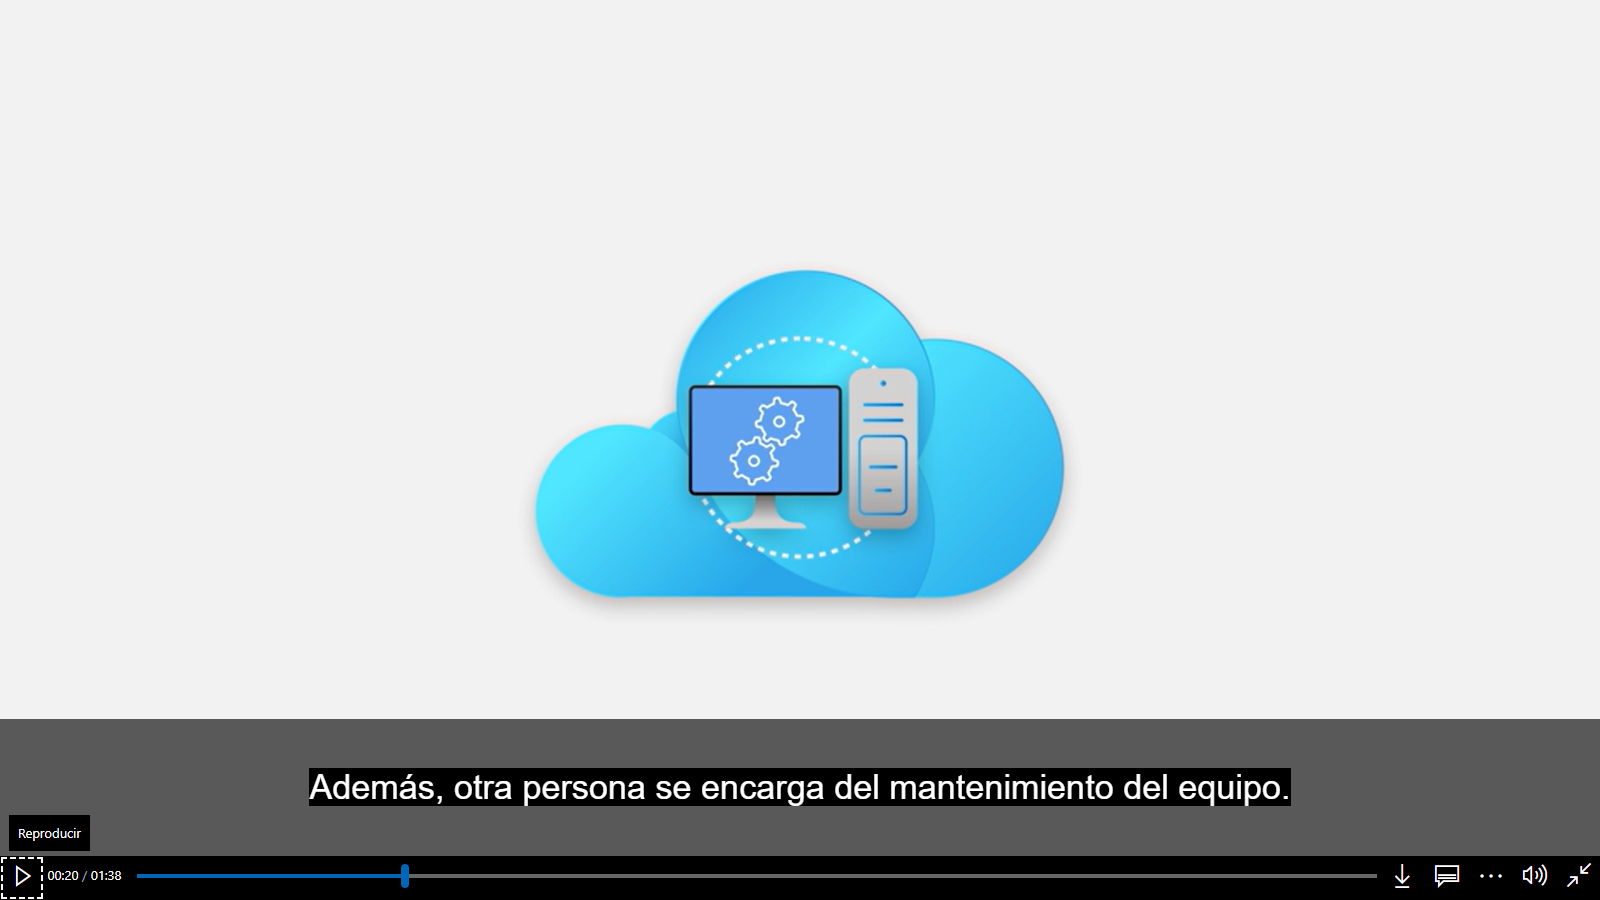 Además, otra persona se encarga del mantenimiento del equipo.
Reproducir
00:20 / 01:38